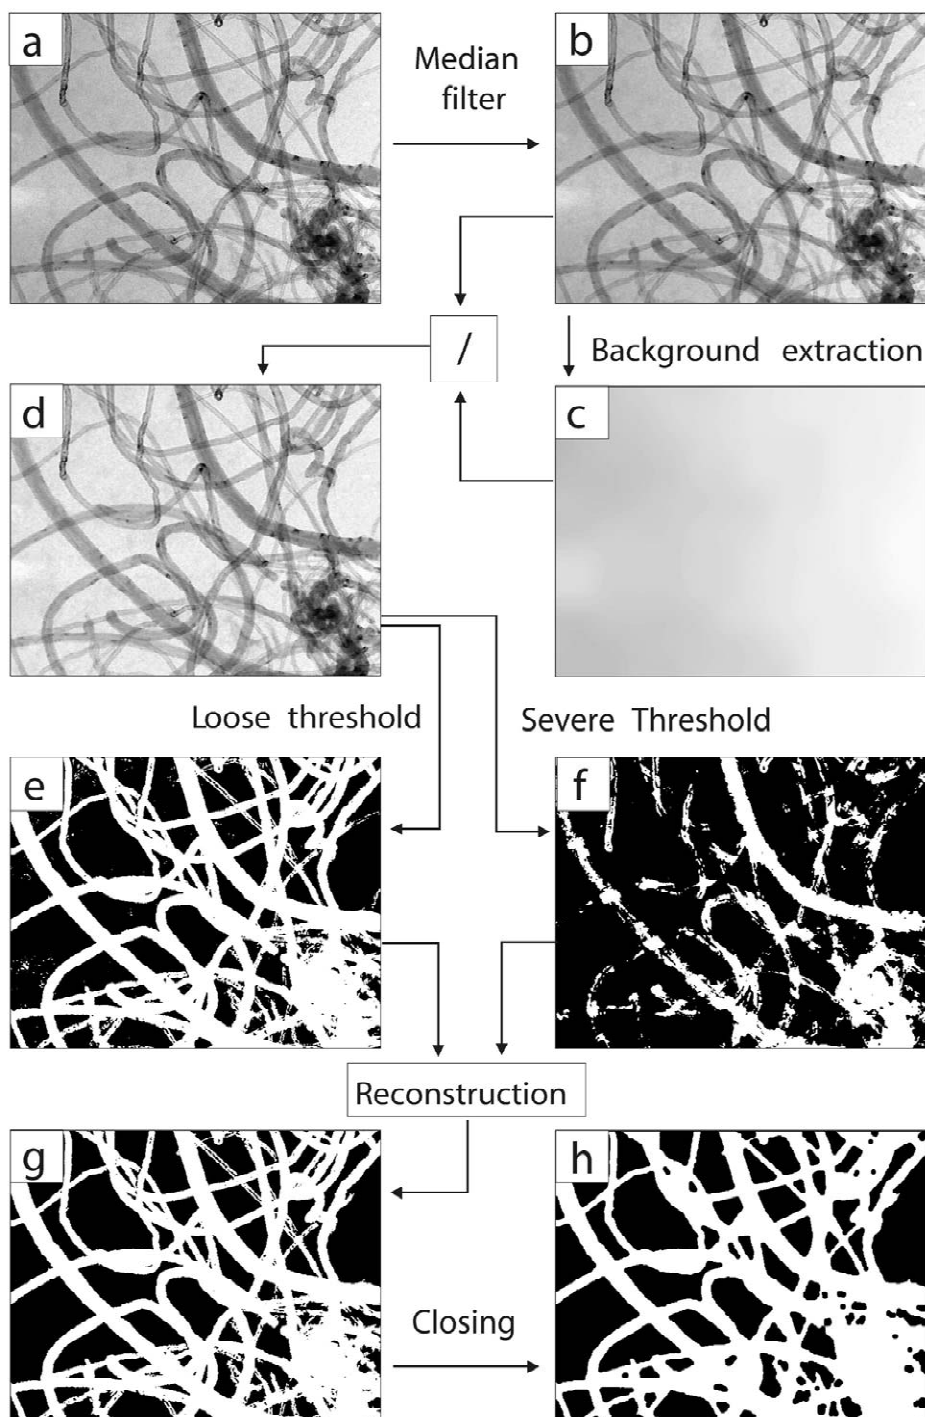 a
Median
filter
b
/
Background extraction
d
c
Loose threshold
Severe Threshold
e
f
Reconstruction
g
h
Closing